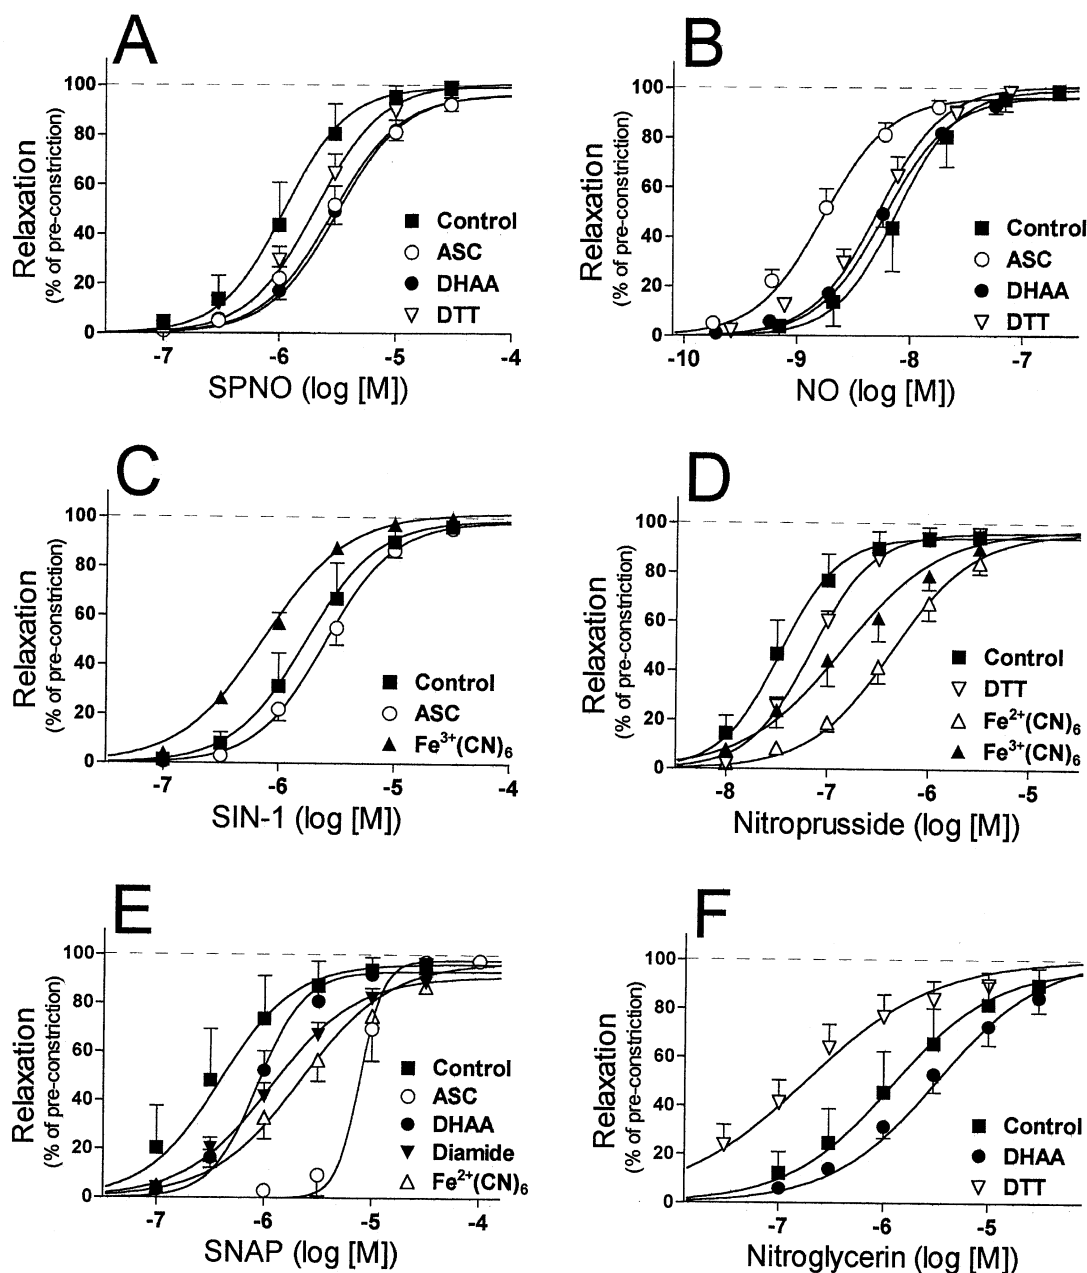 A
Relaxation
(% of pre-constriction)
100
80
60
40
20
0
Control
ASC
DHAA
DTT
-7
-6
-5
-4
SPNO (log [M])
B
Relaxation
(% of pre-constriction)
100
80
60
40
20
0
Control
ASC
DHAA
DTT
-10
-9
-8
-7
NO (log [M])
C
Relaxation
(% of pre-constriction)
100
80
60
40
20
0
Control
ASC
Fe3+(CN)6
-7
-6
-5
-4
SIN-1 (log [M])
D
Relaxation
(% of pre-constriction)
100
80
60
40
20
0
Control
DTT
Fe2+(CN)6
Fe3+(CN)6
-8
-7
-6
-5
Nitroprusside (log [M])
E
Relaxation
(% of pre-constriction)
100
80
60
40
20
0
Control
ASC
DHAA
Diamide
Fe2+(CN)6
-7
-6
-5
-4
SNAP (log [M])
F
Relaxation
(% of pre-constriction)
100
80
60
40
20
0
Control
DHAA
DTT
-7
-6
-5
Nitroglycerin (log [M])